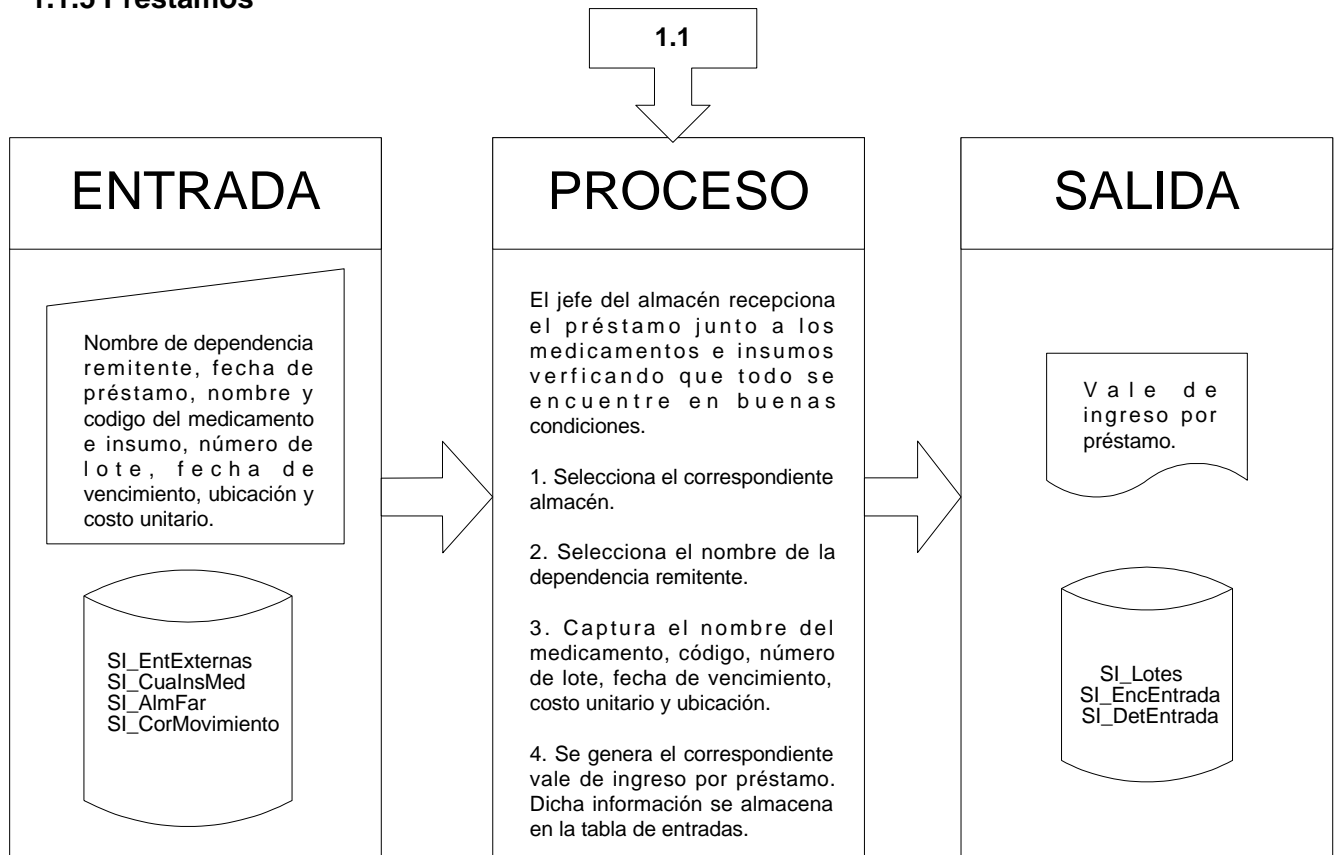 1.1.5 Préstamos
1.1
ENTRADA
Nombre de dependencia
remitente, fecha de
préstamo, nombre y
codigo del medicamento
e insumo, número de
lote, fecha de
vencimiento, ubicación y
costo unitario.
SI_EntExternas
SI_CuaInsMed
SI_AlmFar
SI_CorMovimiento
PROCESO
El jefe del almacén recepciona
el préstamo junto a los
medicamentos e insumos
verficando que todo se
encuentre en buenas
condiciones.
1. Selecciona el correspondiente
almacén.
2. Selecciona el nombre de la
dependencia remitente.
3. Captura el nombre del
medicamento, código, número
de lote, fecha de vencimiento,
costo unitario y ubicación.
4. Se genera el correspondiente
vale de ingreso por préstamo.
Dicha información se almacena
en la tabla de entradas.
SALIDA
Vale de
ingreso por
préstamo.
SI_Lotes
SI_EncEntrada
SI_DetEntrada